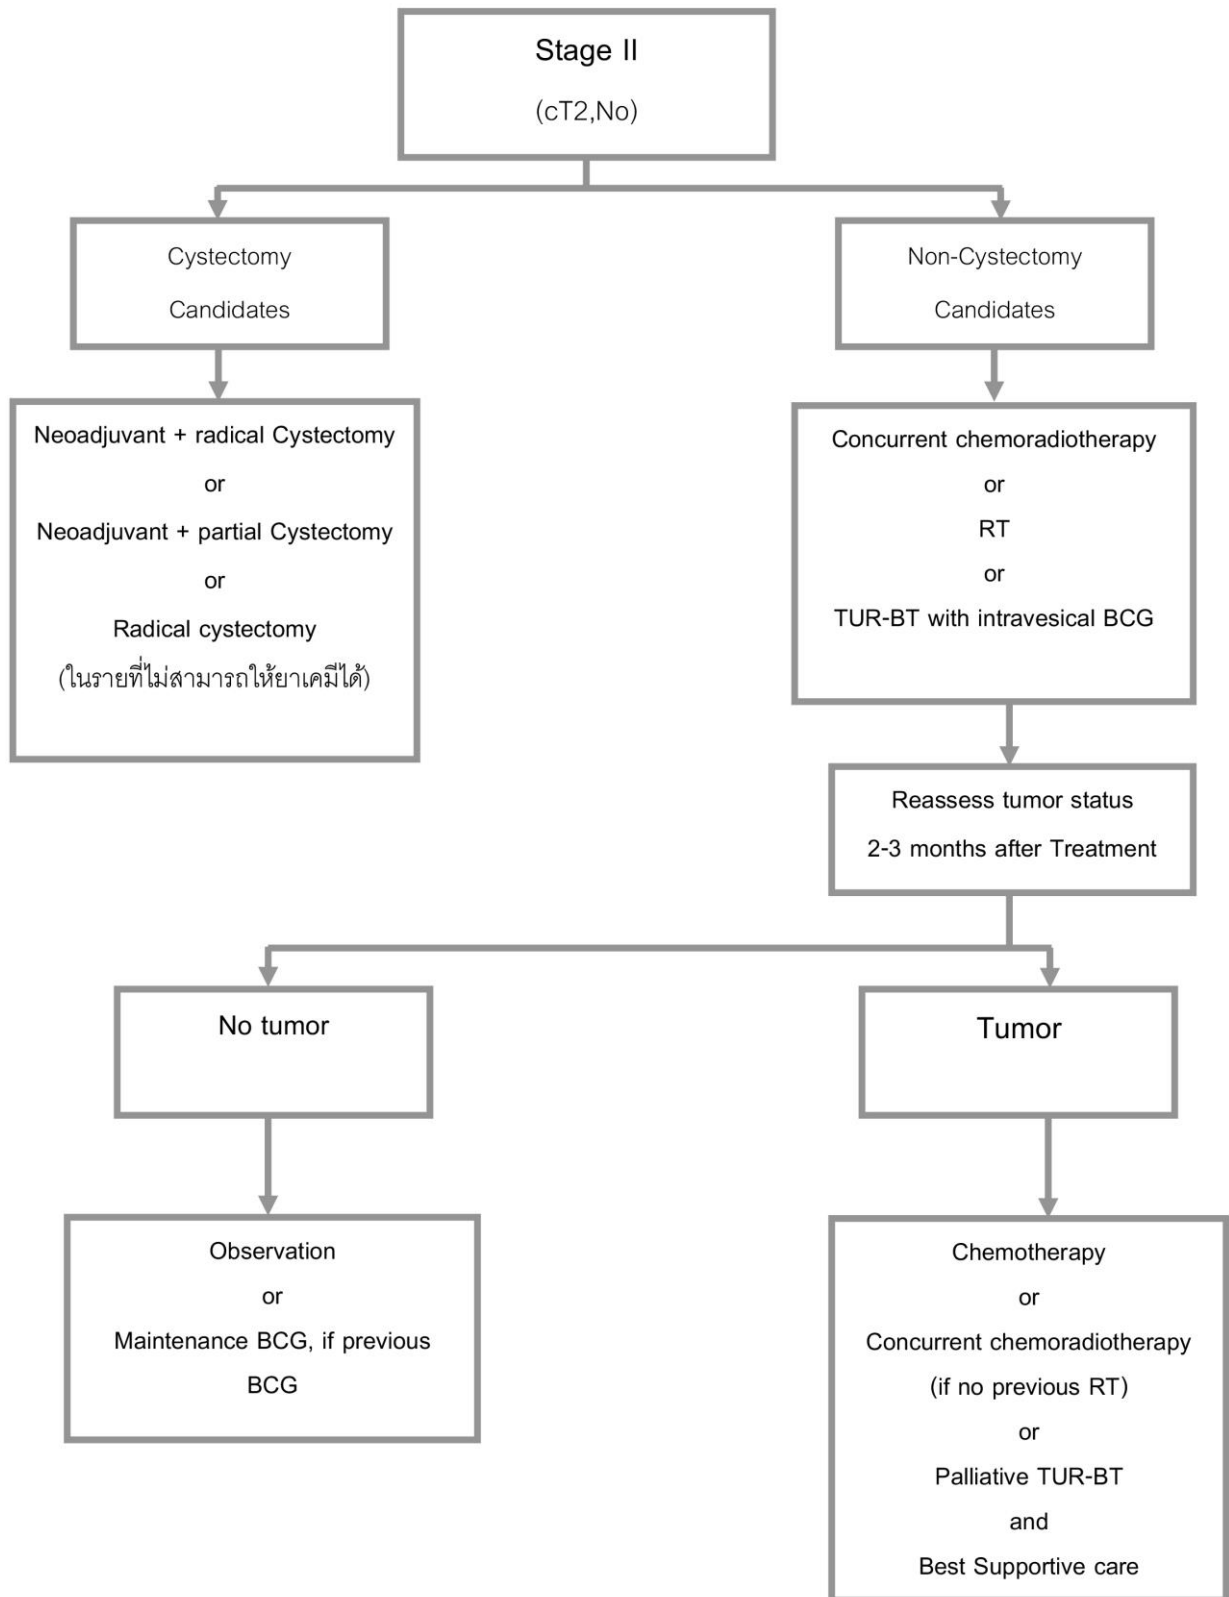 Stage II
(cT2,No)
Cystectomy
Candidates
Non-Cystectomy
Candidates
Neoadjuvant + radical Cystectomy
or
Neoadjuvant + partial Cystectomy
or
Radical cystectomy
(ในรายที่ไม่สามารถให้ยาเคมีได้)
Concurrent chemoradiotherapy
or
RT
or
TUR-BT with intravesical BCG
Reassess tumor status
2-3 months after Treatment
No tumor
Tumor
Observation
or
Maintenance BCG, if previous
BCG
Chemotherapy
or
Concurrent chemoradiotherapy
(if no previous RT)
or
Palliative TUR-BT
and
Best Supportive care